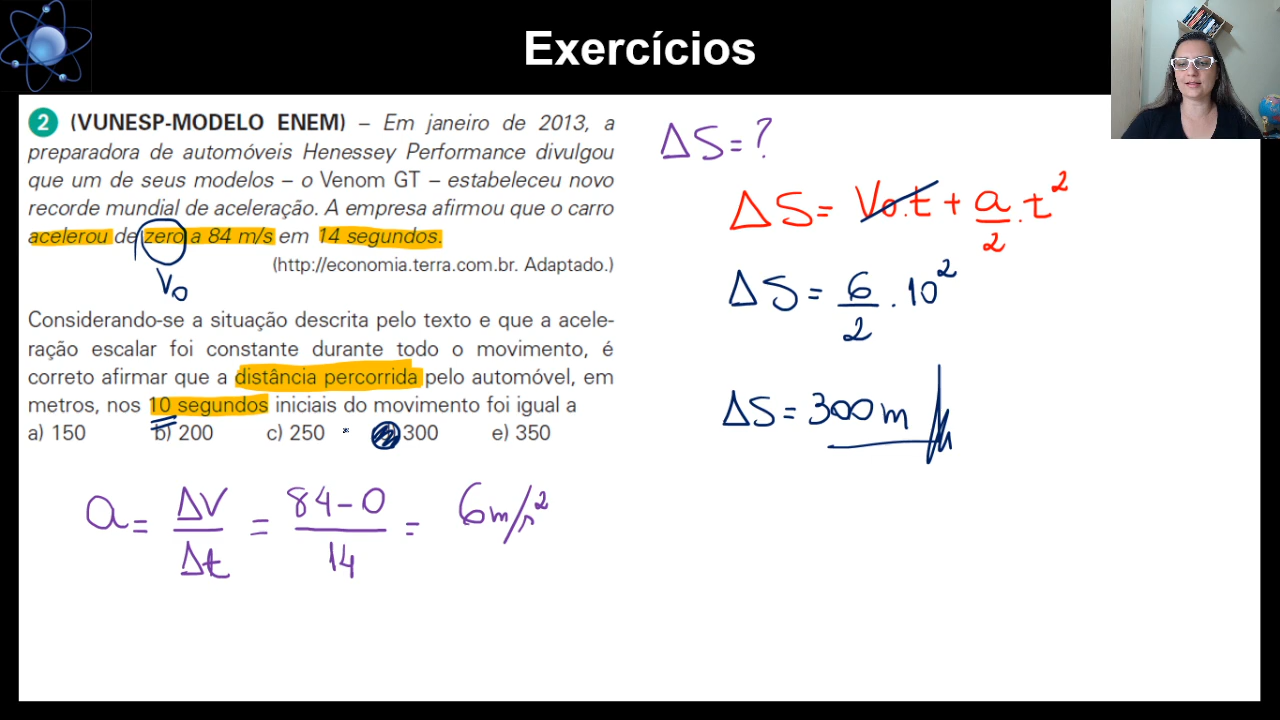 Exercícios
2 (VUNESP-MODELO ENEM) – Em janeiro de 2013, a
preparadora de automóveis Henessey Performance divulgou
que um de seus modelos – o Venom GT – estabeleceu novo
recorde mundial de aceleração. A empresa afirmou que o carro
acelerou de zero a 84 m/s em 14 segundos.
(http://economia.terra.com.br. Adaptado.)
V₀
Considerando-se a situação descrita pelo texto e que a acele-
ração escalar foi constante durante todo o movimento, é
correto afirmar que a distância percorrida pelo automóvel, em
metros, nos 10 segundos iniciais do movimento foi igual a
a) 150 b) 200 c) 250 300 e) 350
a = ΔV/Δt = 84 - 0/14 = 6 m/s²
ΔS = ?
ΔS = V₀.t + a/2 . t²
ΔS = 6/2 . 10²
ΔS = 300 m